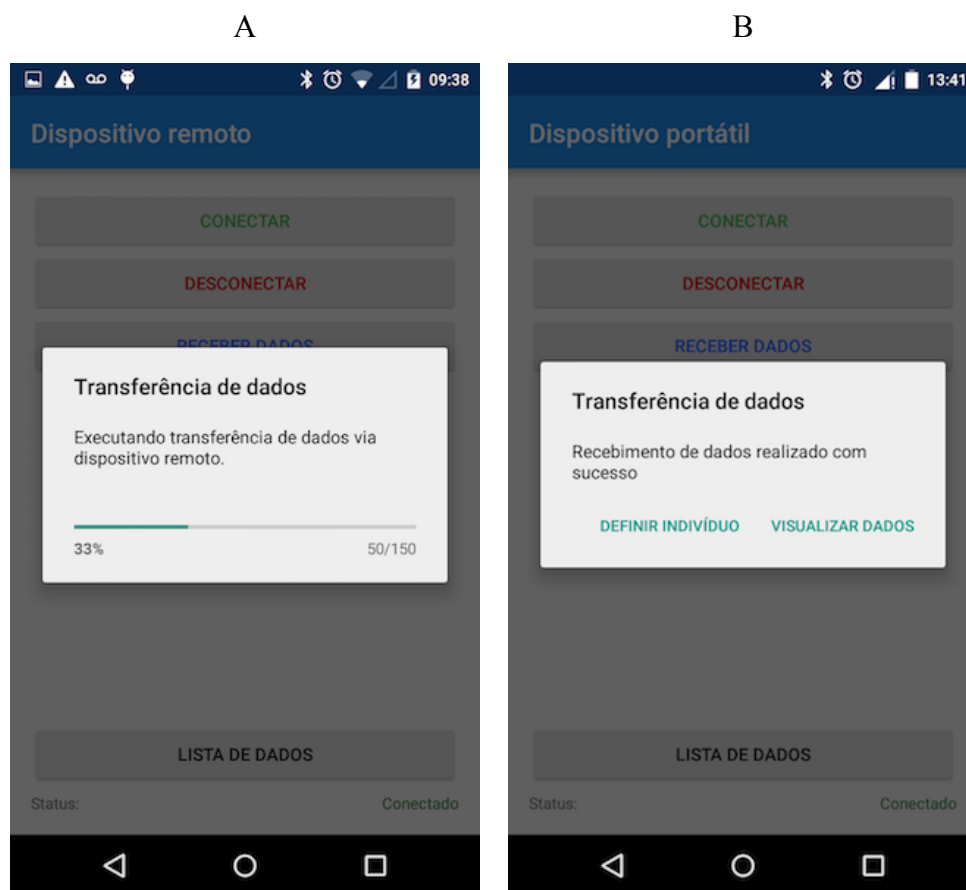 A
B
09:38
Dispositivo remoto
CONECTAR
DESCONECTAR
RECEBER DADOS
Transferência de dados
Executando transferência de dados via
dispositivo remoto.
33%
50/150
LISTA DE DADOS
Status:
Conectado
13:41
Dispositivo portátil
CONECTAR
DESCONECTAR
RECEBER DADOS
Transferência de dados
Recebimento de dados realizado com
sucesso
DEFINIR INDIVÍDUO
VISUALIZAR DADOS
LISTA DE DADOS
Status:
Conectado